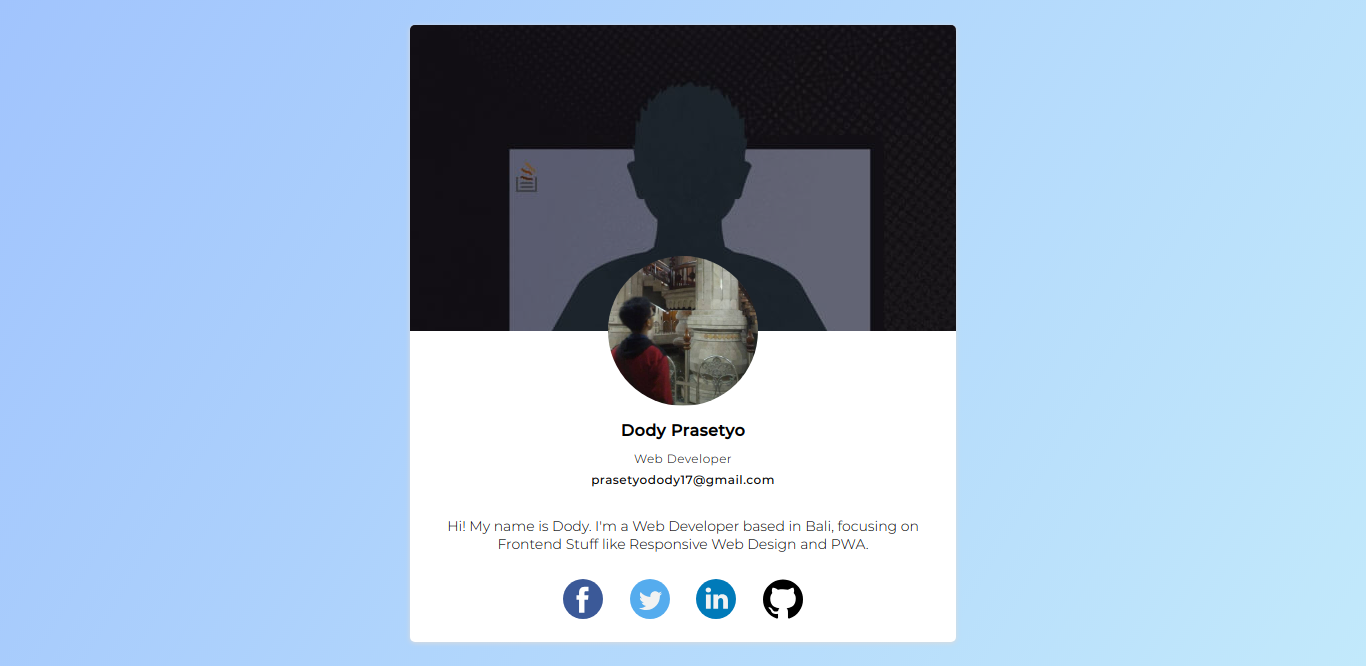 Dody Prasetyo
Web Developer
prasetyodody17@gmail.com
Hi! My name is Dody. I'm a Web Developer based in Bali, focusing on
Frontend Stuff like Responsive Web Design and PWA.